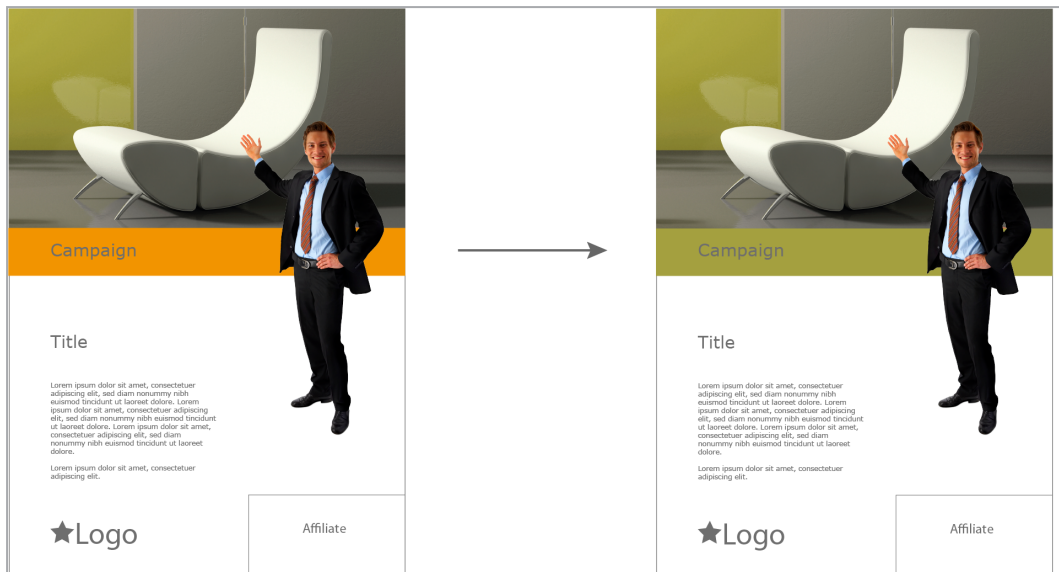 Campaign
Title
Lorem ipsum dolor sit amet, consectetuer
adipiscing elit, sed diam nonummy nibh
euismod tincidunt ut laoreet dolore. Lorem
ipsum dolor sit amet, consectetuer adipiscing
elit, sed diam nonummy nibh euismod tincidunt
ut laoreet dolore. Lorem ipsum dolor sit amet,
consectetuer adipiscing elit, sed diam
nonummy nibh euismod tincidunt ut laoreet
dolore.
Lorem ipsum dolor sit amet, consectetuer
adipiscing elit.
Logo
Affiliate
Campaign
Title
Lorem ipsum dolor sit amet, consectetuer
adipiscing elit, sed diam nonummy nibh
euismod tincidunt ut laoreet dolore. Lorem
ipsum dolor sit amet, consectetuer adipiscing
elit, sed diam nonummy nibh euismod tincidunt
ut laoreet dolore. Lorem ipsum dolor sit amet,
consectetuer adipiscing elit, sed diam
nonummy nibh euismod tincidunt ut laoreet
dolore.
Lorem ipsum dolor sit amet, consectetuer
adipiscing elit.
Logo
Affiliate